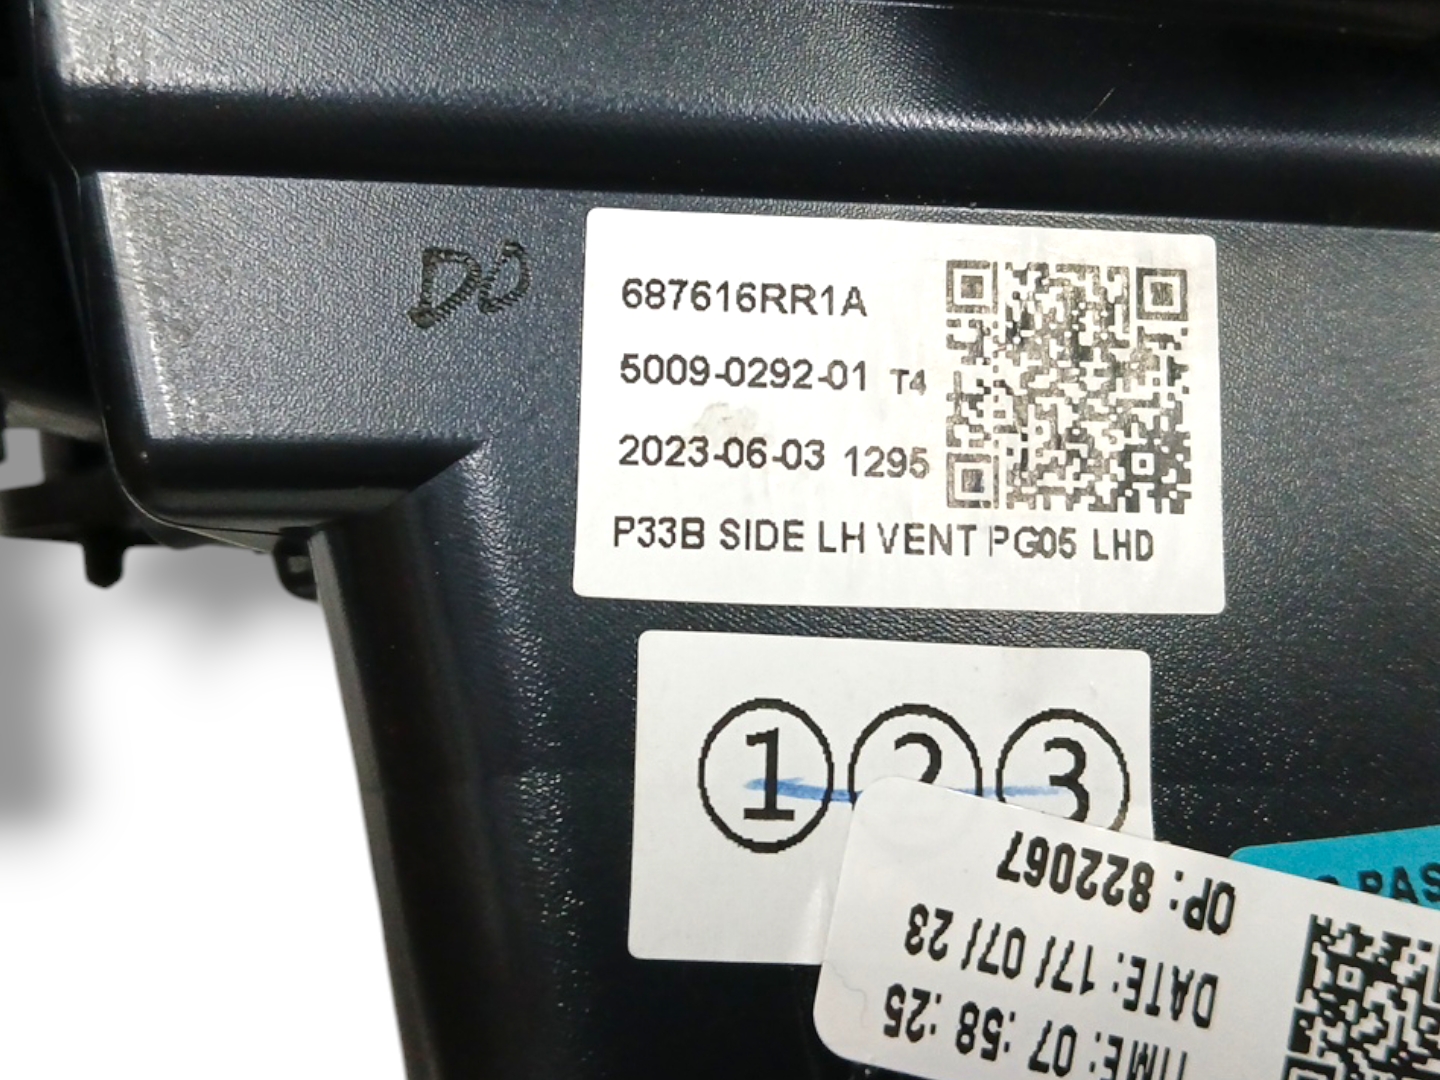 DO
687616RR1A
5009-0292-01 T4
2023-06-03 1295
P33B SIDE LH VENT PG05 LHD
① ② ③
OP: 822067
DATE: 17/07/23
TIME: 07:58:25
PAS